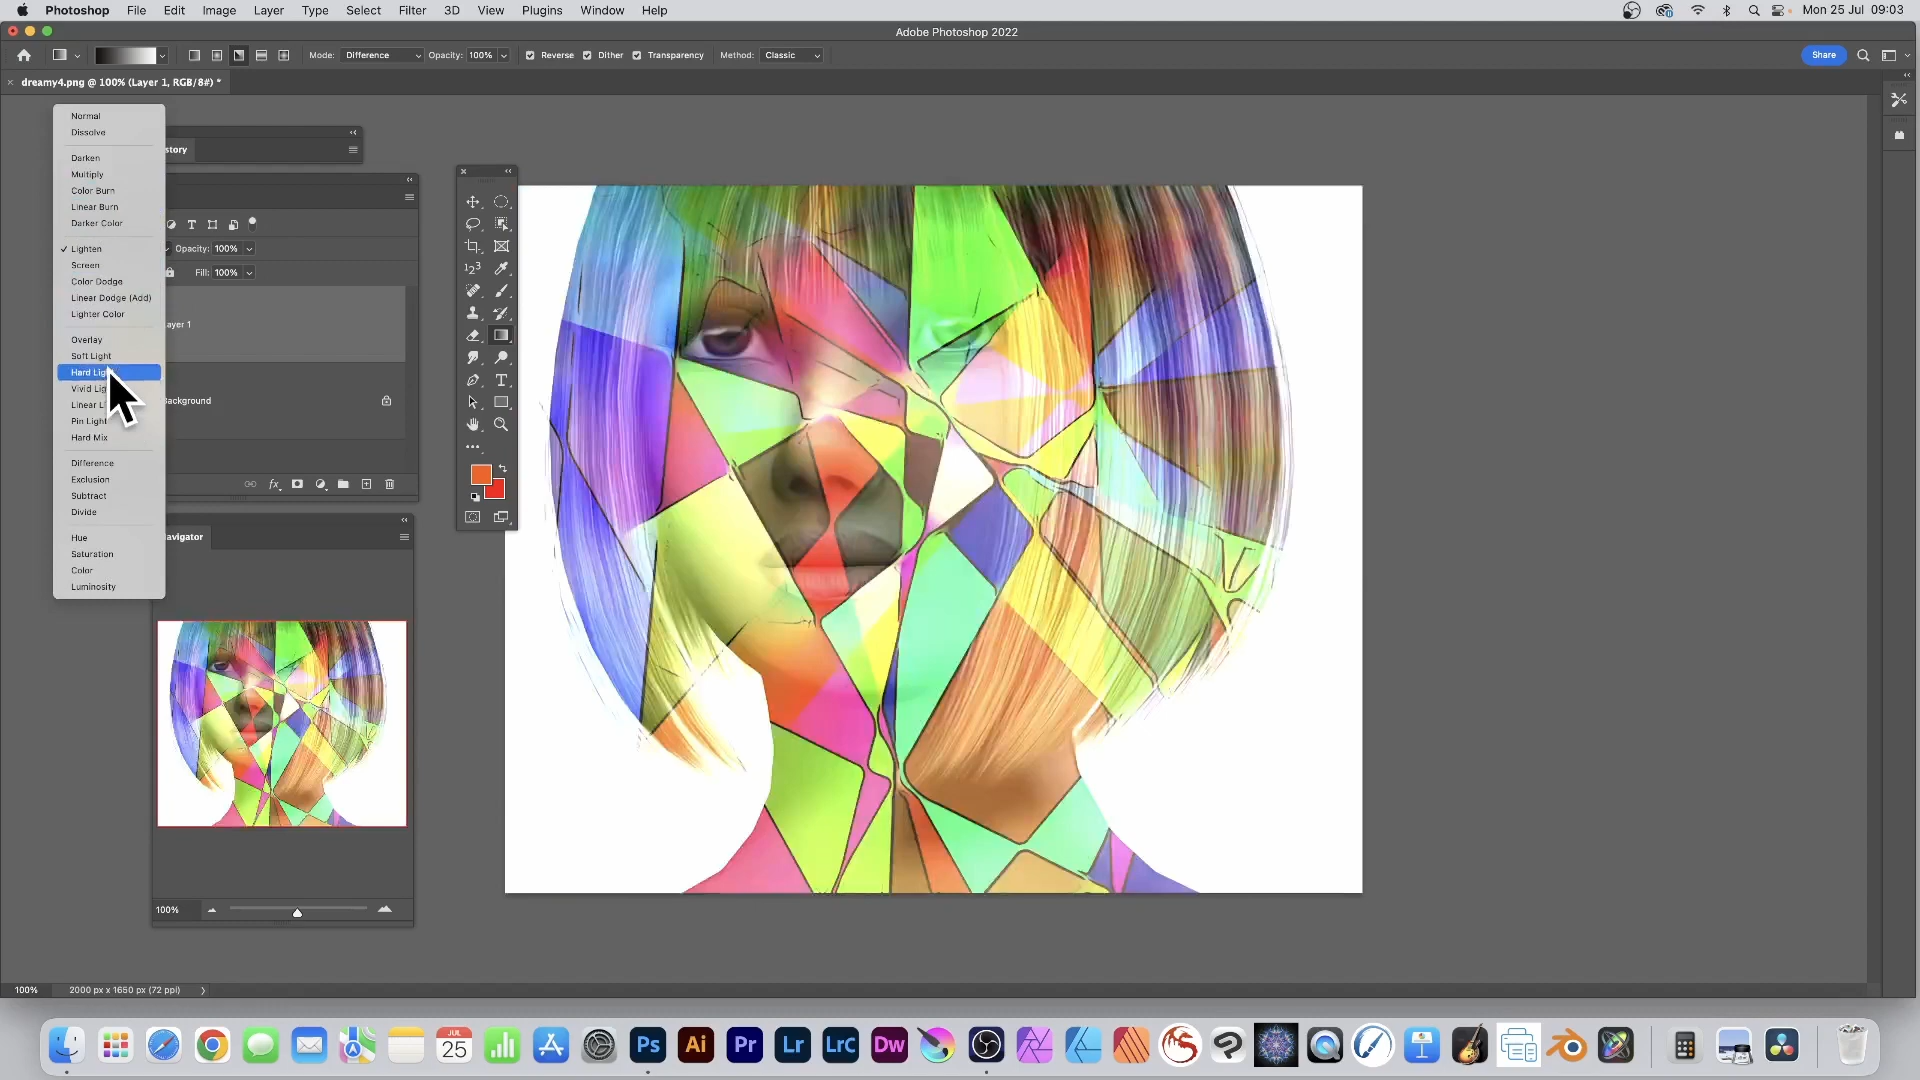 Photoshop File Edit Image Layer Type Select Filter 3D View Plugins Window Help Mon 25 Jul 09:03
Adobe Photoshop 2022
Mode: Difference Opacity: 100% Reverse Dither Transparency Method: Classic Share
dreamy4.png @ 100% (Layer 1, RGB/8#) *
Normal
Dissolve
story
Darken
Multiply
Color Burn
Linear Burn
Darker Color
Lighten Opacity: 100%
Screen Fill: 100%
Color Dodge
Linear Dodge (Add)
Lighter Color
ayer 1
Overlay
Soft Light
Hard Lig
Vivid Lig
Linear Li
Background
Pin Light
Hard Mix
Difference
Exclusion
Subtract
Divide
Hue
avigator
Saturation
Color
Luminosity
100%
100% 2000 px x 1650 px (72 ppi)
JUL
25
Ps Ai Pr Lr LrC Dw